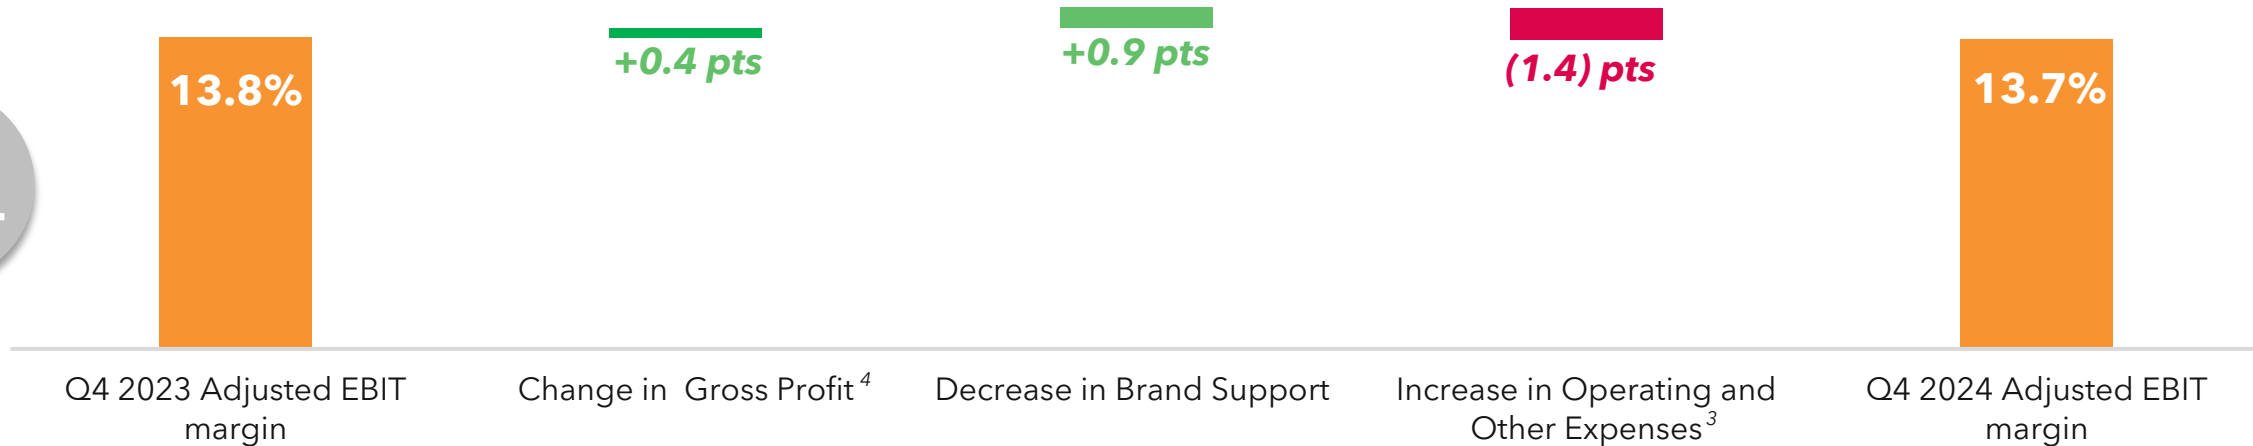 13.8%
+0.4 pts
+0.9 pts
(1.4) pts
13.7%
Q4 2023 Adjusted EBIT
margin
Change in Gross Profit 4
Decrease in Brand Support
Increase in Operating and
Other Expenses 3
Q4 2024 Adjusted EBIT
margin